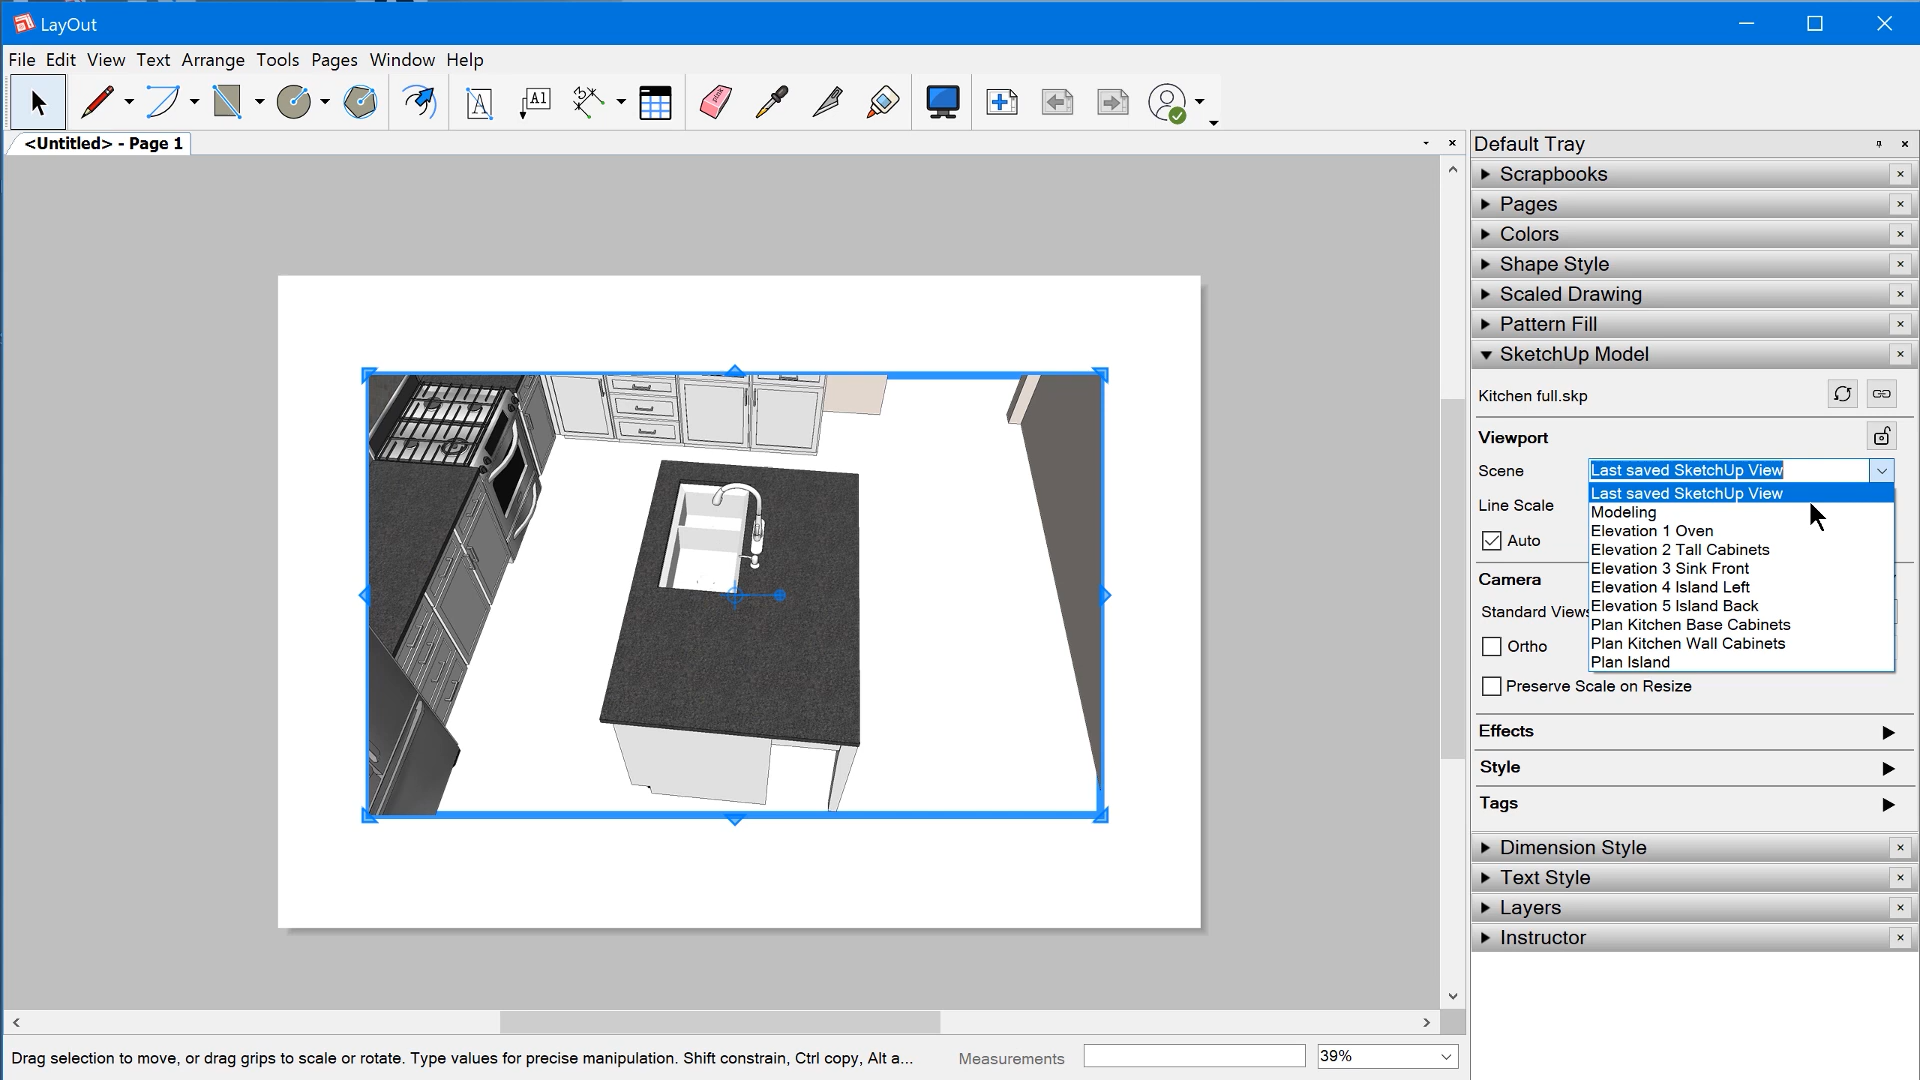 LayOut
File Edit View Text Arrange Tools Pages Window Help
A
A1
<Untitled> - Page 1
Default Tray
Scrapbooks
Pages
Colors
Shape Style
Scaled Drawing
Pattern Fill
SketchUp Model
Kitchen full.skp
Viewport
Scene
Last saved SketchUp View
Last saved SketchUp View
Line Scale
Modeling
Elevation 1 Oven
Auto
Elevation 2 Tall Cabinets
Elevation 3 Sink Front
Camera
Elevation 4 Island Left
Standard Views
Elevation 5 Island Back
Plan Kitchen Base Cabinets
Ortho
Plan Kitchen Wall Cabinets
Plan Island
Preserve Scale on Resize
Effects
Style
Tags
Dimension Style
Text Style
Layers
Instructor
Drag selection to move, or drag grips to scale or rotate. Type values for precise manipulation. Shift constrain, Ctrl copy, Alt a...
Measurements
39%